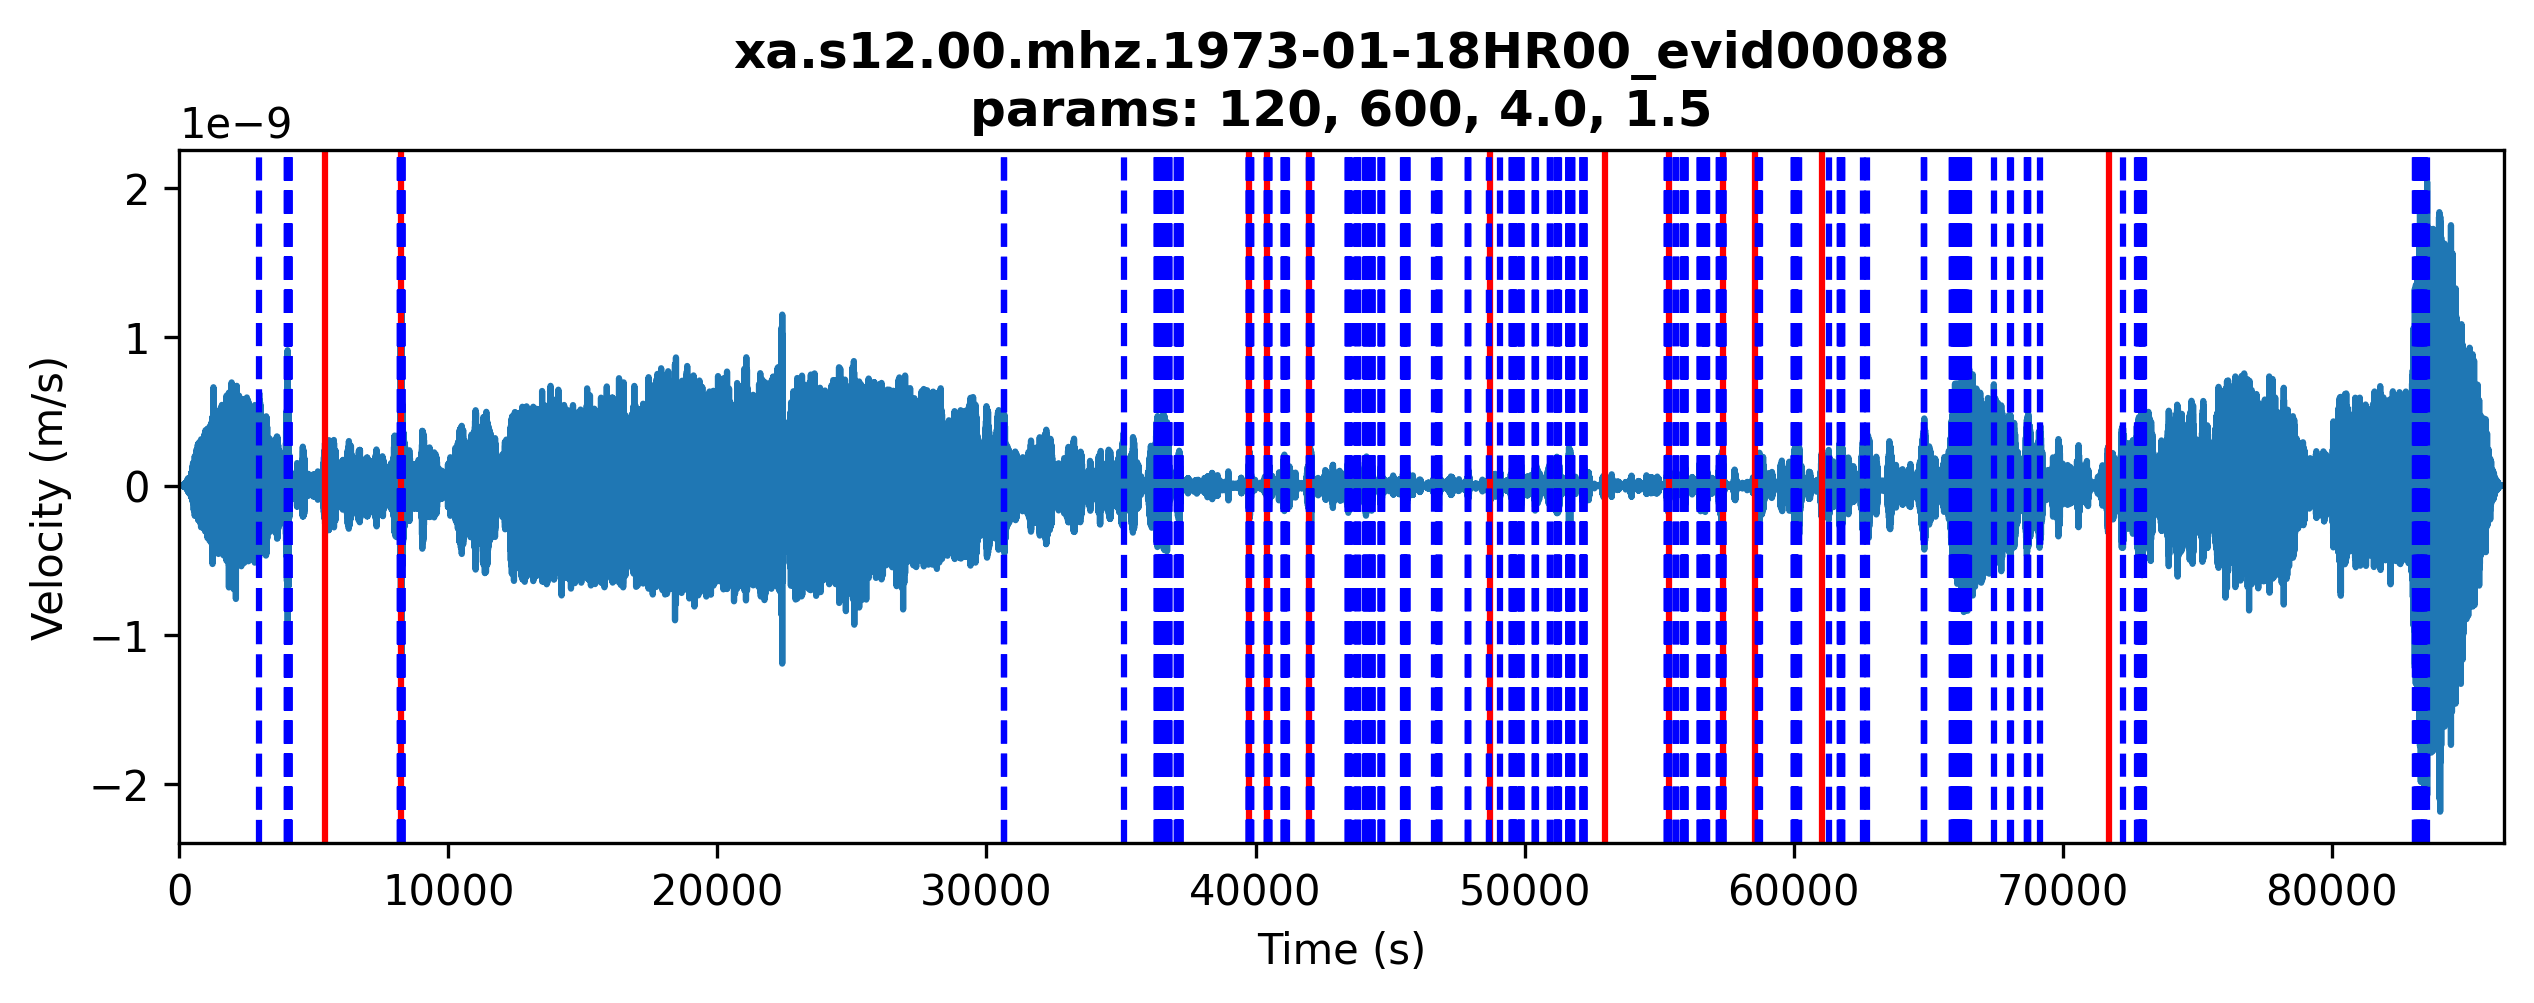 xa.s12.00.mhz.1973-01-18HR00_evid00088
params: 120, 600, 4.0, 1.5
1e−9
2
1
0
−1
−2
Velocity (m/s)
0 10000 20000 30000 40000 50000 60000 70000 80000
Time (s)